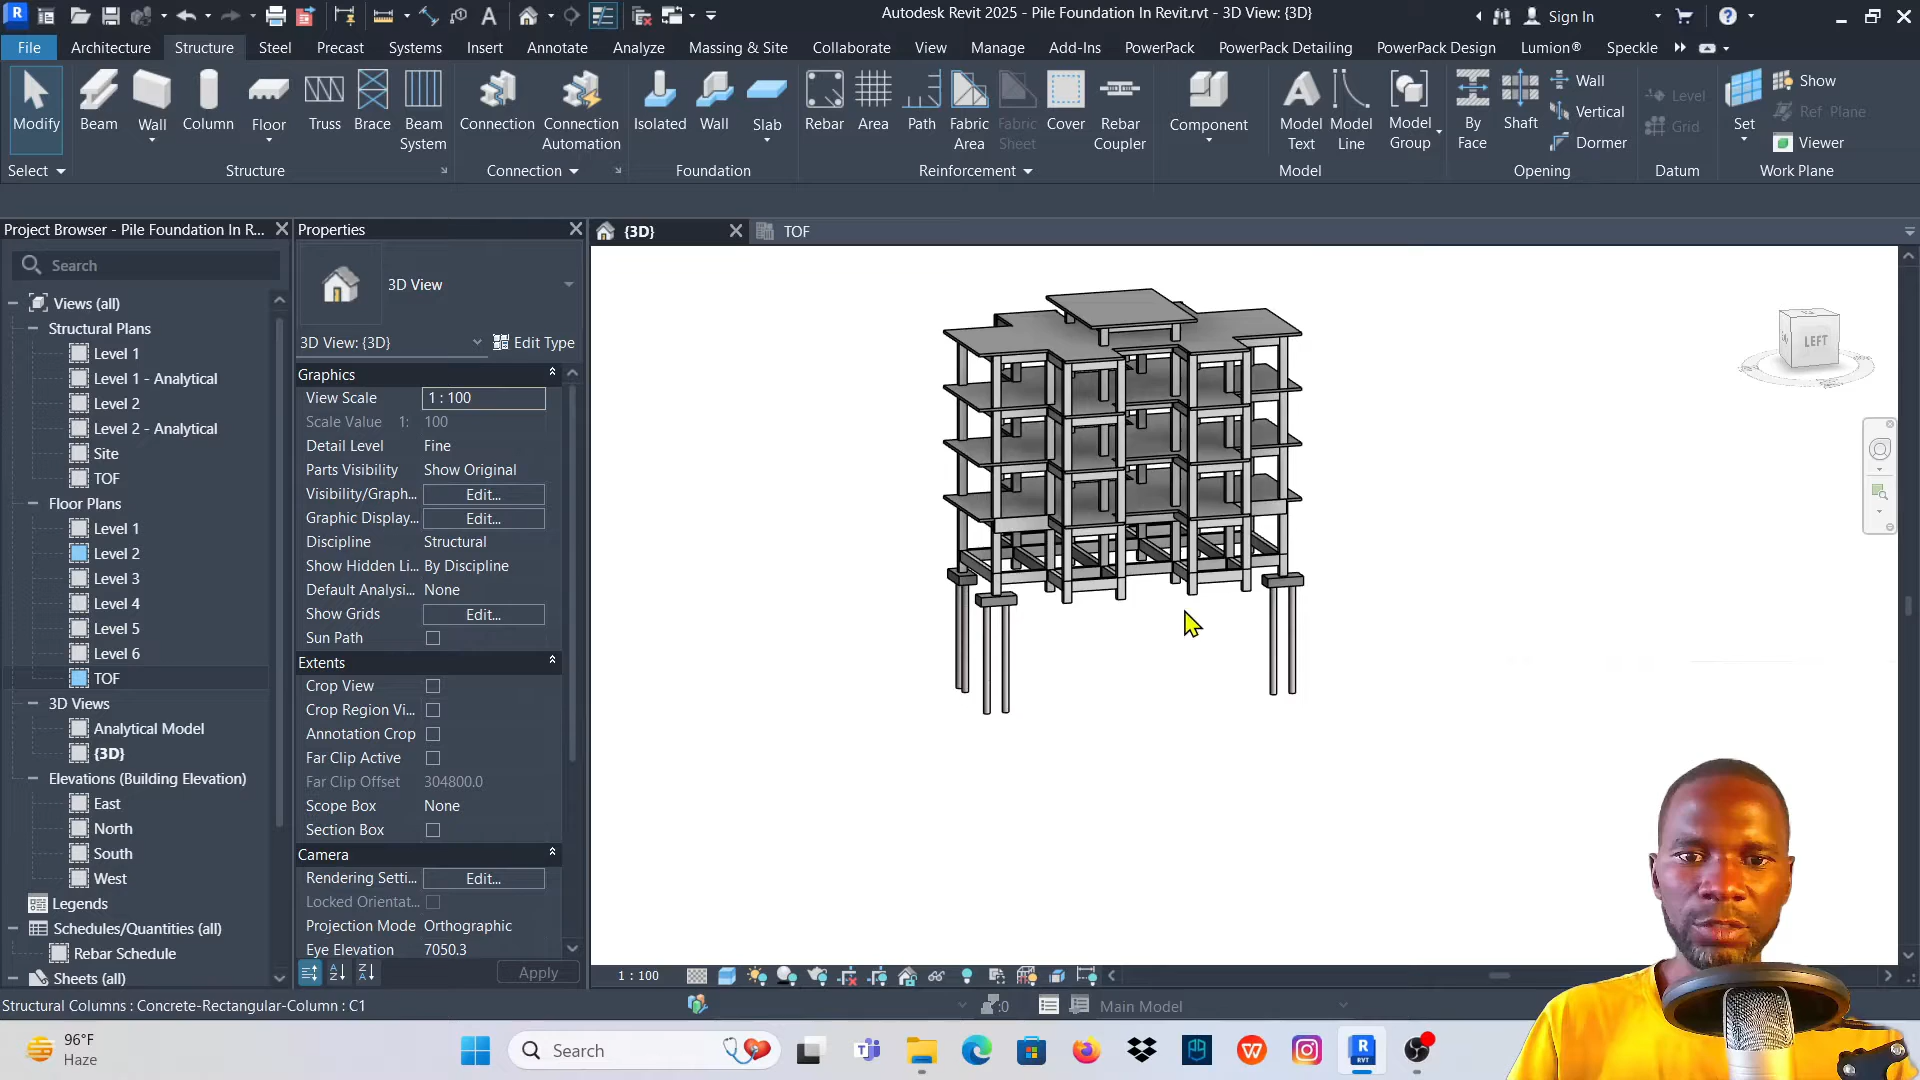 Autodesk Revit 2025 - Pile Foundation In Revit.rvt - 3D View: {3D}
Sign In
File Architecture Structure Steel Precast Systems Insert Annotate Analyze Massing & Site Collaborate View Manage Add-Ins PowerPack PowerPack Detailing PowerPack Design Lumion® Speckle
Modify
Beam
Wall
Column
Floor
Truss
Brace
Beam
System
Connection
Connection
Automation
Isolated
Wall
Slab
Rebar
Area
Path
Fabric
Area
Fabric
Sheet
Cover
Rebar
Coupler
Component
Model
Text
Model
Line
Model
Group
By
Face
Shaft
Wall
Vertical
Dormer
Level
Grid
Set
Show
Ref Plane
Viewer
Select
Structure
Connection
Foundation
Reinforcement
Model
Opening
Datum
Work Plane
Project Browser - Pile Foundation In R...
Search
Views (all)
Structural Plans
Level 1
Level 1 - Analytical
Level 2
Level 2 - Analytical
Site
TOF
Floor Plans
Level 1
Level 2
Level 3
Level 4
Level 5
Level 6
TOF
3D Views
Analytical Model
{3D}
Elevations (Building Elevation)
East
North
South
West
Legends
Schedules/Quantities (all)
Rebar Schedule
Sheets (all)
Properties
3D View
3D View: {3D}
Edit Type
Graphics
View Scale 1 : 100
Scale Value 1: 100
Detail Level Fine
Parts Visibility Show Original
Visibility/Graph... Edit...
Graphic Display... Edit...
Discipline Structural
Show Hidden Li... By Discipline
Default Analysi... None
Show Grids Edit...
Sun Path
Extents
Crop View
Crop Region Vi...
Annotation Crop
Far Clip Active
Far Clip Offset 304800.0
Scope Box None
Section Box
Camera
Rendering Setti... Edit...
Locked Orientat...
Projection Mode Orthographic
Eye Elevation 7050.3
Apply
{3D}
TOF
LEFT
1 : 100
Structural Columns : Concrete-Rectangular-Column : C1
:0
Main Model
96°F
Haze
Search